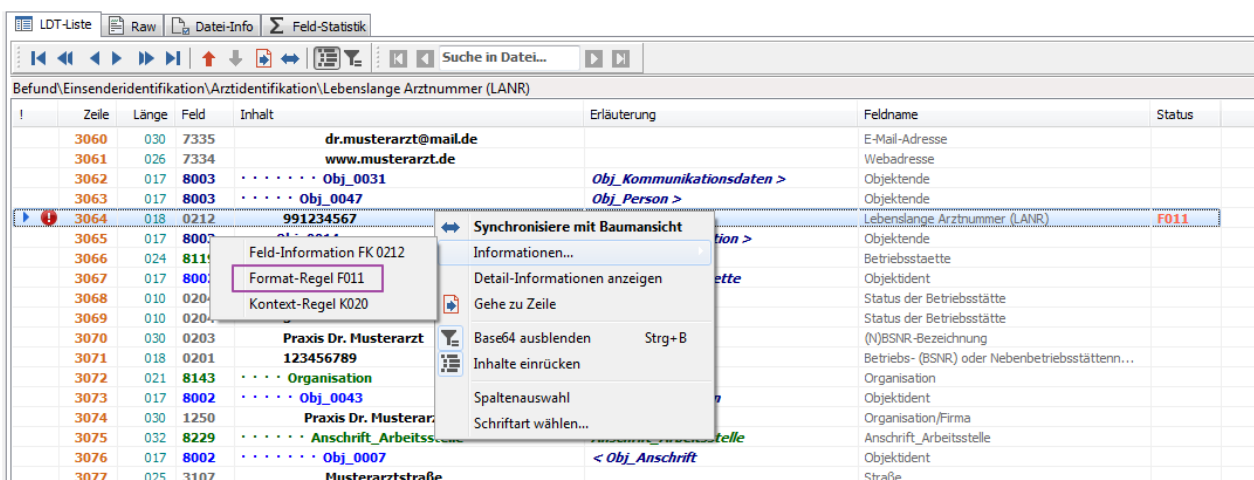 LDT-Liste Raw Datei-Info Feld-Statistik
Suche in Datei...
Befund\Einsenderidentifikation\Arztidentifikation\Lebenslange Arztnummer (LANR)
! Zeile Länge Feld Inhalt Erläuterung Feldname Status
3060 030 7335 dr.musterarzt@mail.de E-Mail-Adresse
3061 026 7334 www.musterarzt.de Webadresse
3062 017 8003 · · · · · · · Obj_0031 Obj_Kommunikationsdaten > Objektende
3063 017 8003 · · · · · Obj_0047 Obj_Person > Objektende
3064 018 0212 991234567 Lebenslange Arztnummer (LANR) F011
3065 017 Objektende
3066 024 Betriebsstaette
3067 017 Objektident
3068 010 Status der Betriebsstätte
3069 010 Status der Betriebsstätte
3070 030 0203 Praxis Dr. Musterarzt (N)BSNR-Bezeichnung
3071 018 0201 123456789 Betriebs- (BSNR) oder Nebenbetriebsstättenn...
3072 021 8143 · · · · Organisation Organisation
3073 017 8002 · · · · · Obj_0043 Objektident
3074 030 1250 Praxis Dr. Organisation/Firma
3075 032 8229 · · · · · · Anschrift_Arbeitsstelle Anschrift_Arbeitsstelle
3076 017 8002 · · · · · · · Obj_0007 < Obj_Anschrift Objektident
3077 025 3107 Musterarztstraße Straße
Synchronisiere mit Baumansicht
Informationen...
Detail-Informationen anzeigen
Gehe zu Zeile
Base64 ausblenden Strg+B
Inhalte einrücken
Spaltenauswahl
Schriftart wählen...
Feld-Information FK 0212
Format-Regel F011
Kontext-Regel K020